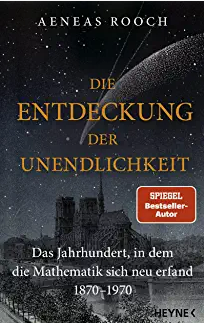 AENEAS ROOCH
DIE
ENTDECKUNG
DER
UNENDLICHKEIT
SPIEGEL
Bestseller-
Autor
Das Jahrhundert, in dem
die Mathematik sich neu erfand
1870–1970
HEYNE <